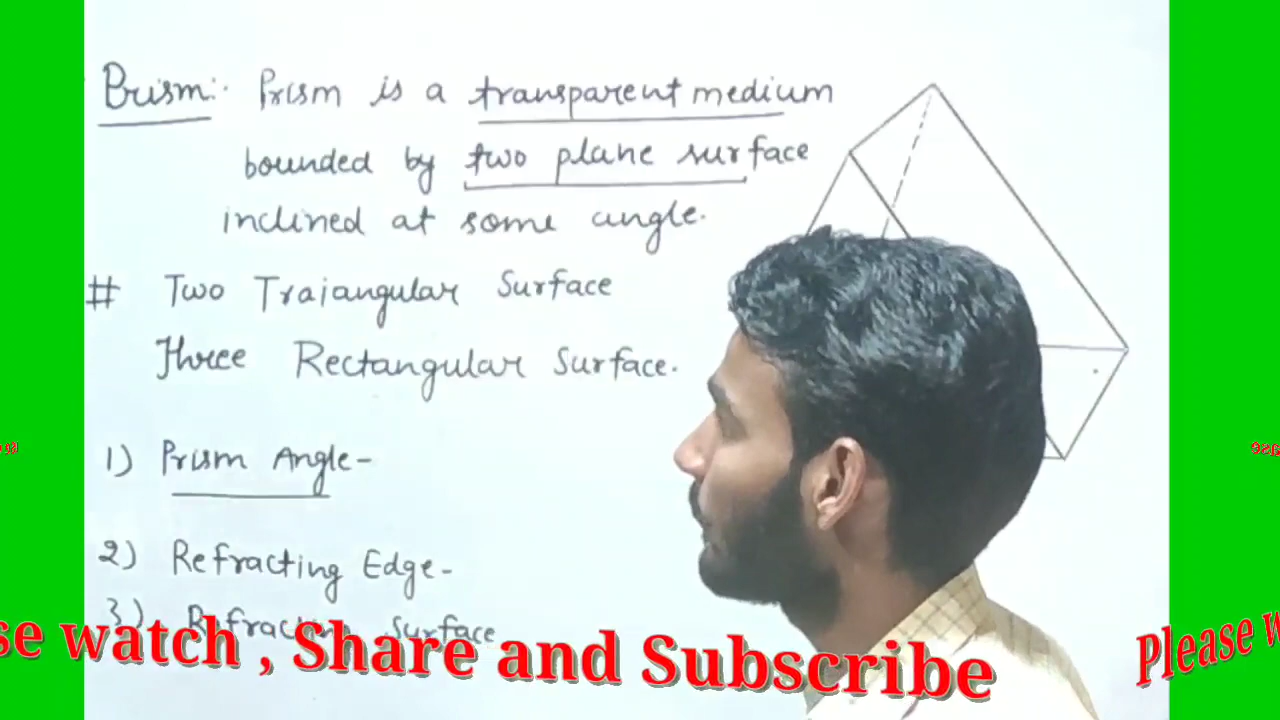 Prism:- Prism is a transparent medium
bounded by two plane surface
inclined at some angle.
# Two Traiangular Surface
Three Rectangular Surface.
1) Prism Angle-
2) Refracting Edge-
3) Refracting Surface
se watch , Share and Subscribe
Please w